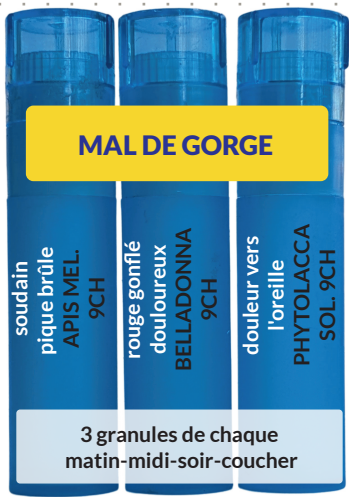 MAL DE GORGE
soudain
pique brûle
APIS MEL.
9CH
rouge gonflé
douloureux
BELLADONNA
9CH
douleur vers
l'oreille
PHYTOLACCA
SOL. 9CH
3 granules de chaque
matin-midi-soir-coucher